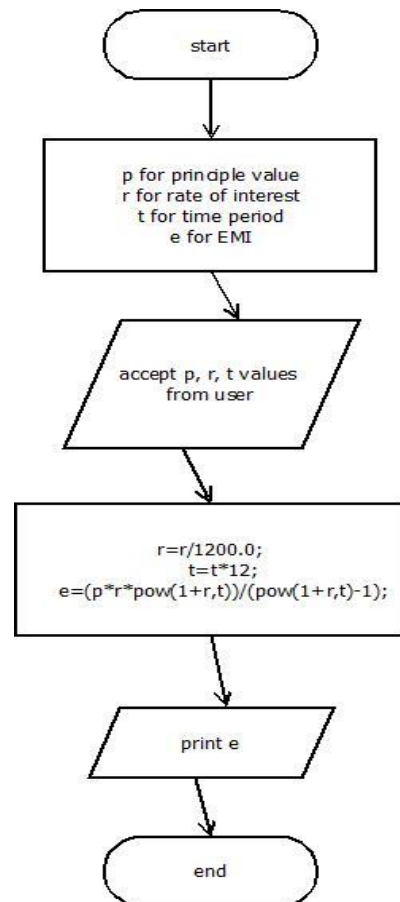 start
p for principle value
r for rate of interest
t for time period
e for EMI
accept p, r, t values
from user
r=r/1200.0;
t=t*12;
e=(p*r*pow(1+r,t))/(pow(1+r,t)-1);
print e
end